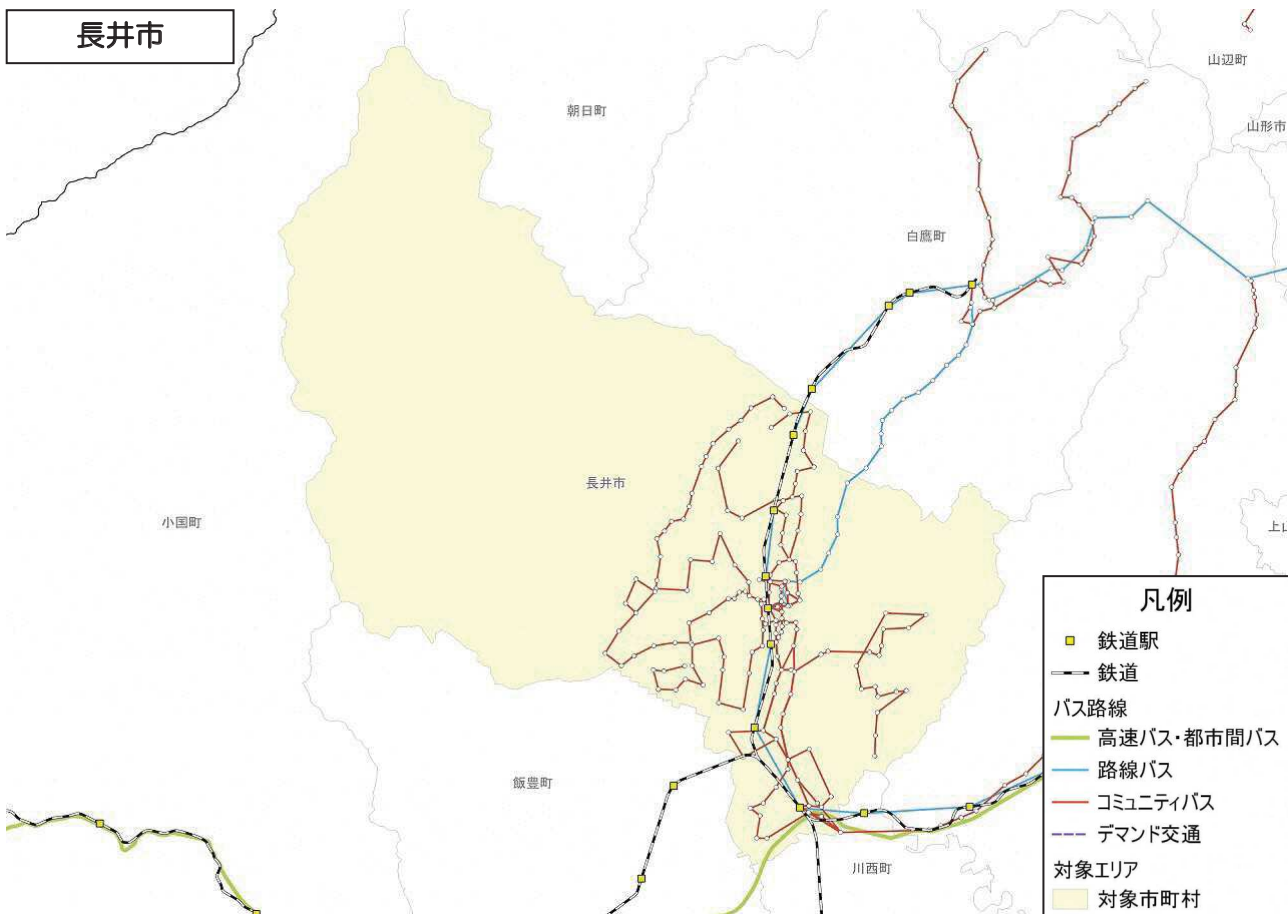 長井市
山辺町
朝日町
山形市
白鷹町
長井市
小国町
上山
飯豊町
川西町
凡例
鉄道駅
鉄道
バス路線
高速バス・都市間バス
路線バス
コミュニティバス
デマンド交通
対象エリア
対象市町村